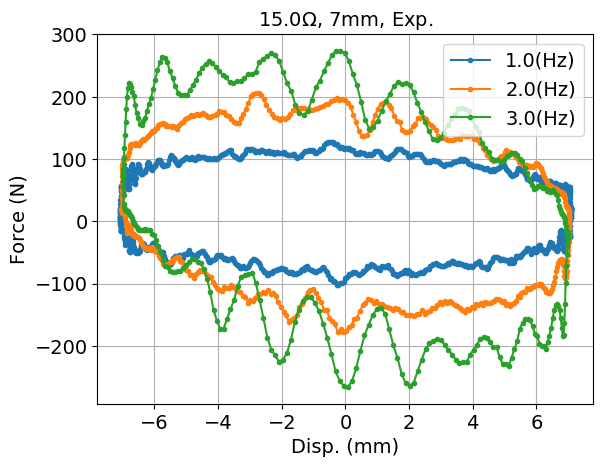 15.0Ω, 7mm, Exp.
300
200
100
0
−100
−200
Force (N)
1.0(Hz)
2.0(Hz)
3.0(Hz)
−6 −4 −2 0 2 4 6
Disp. (mm)